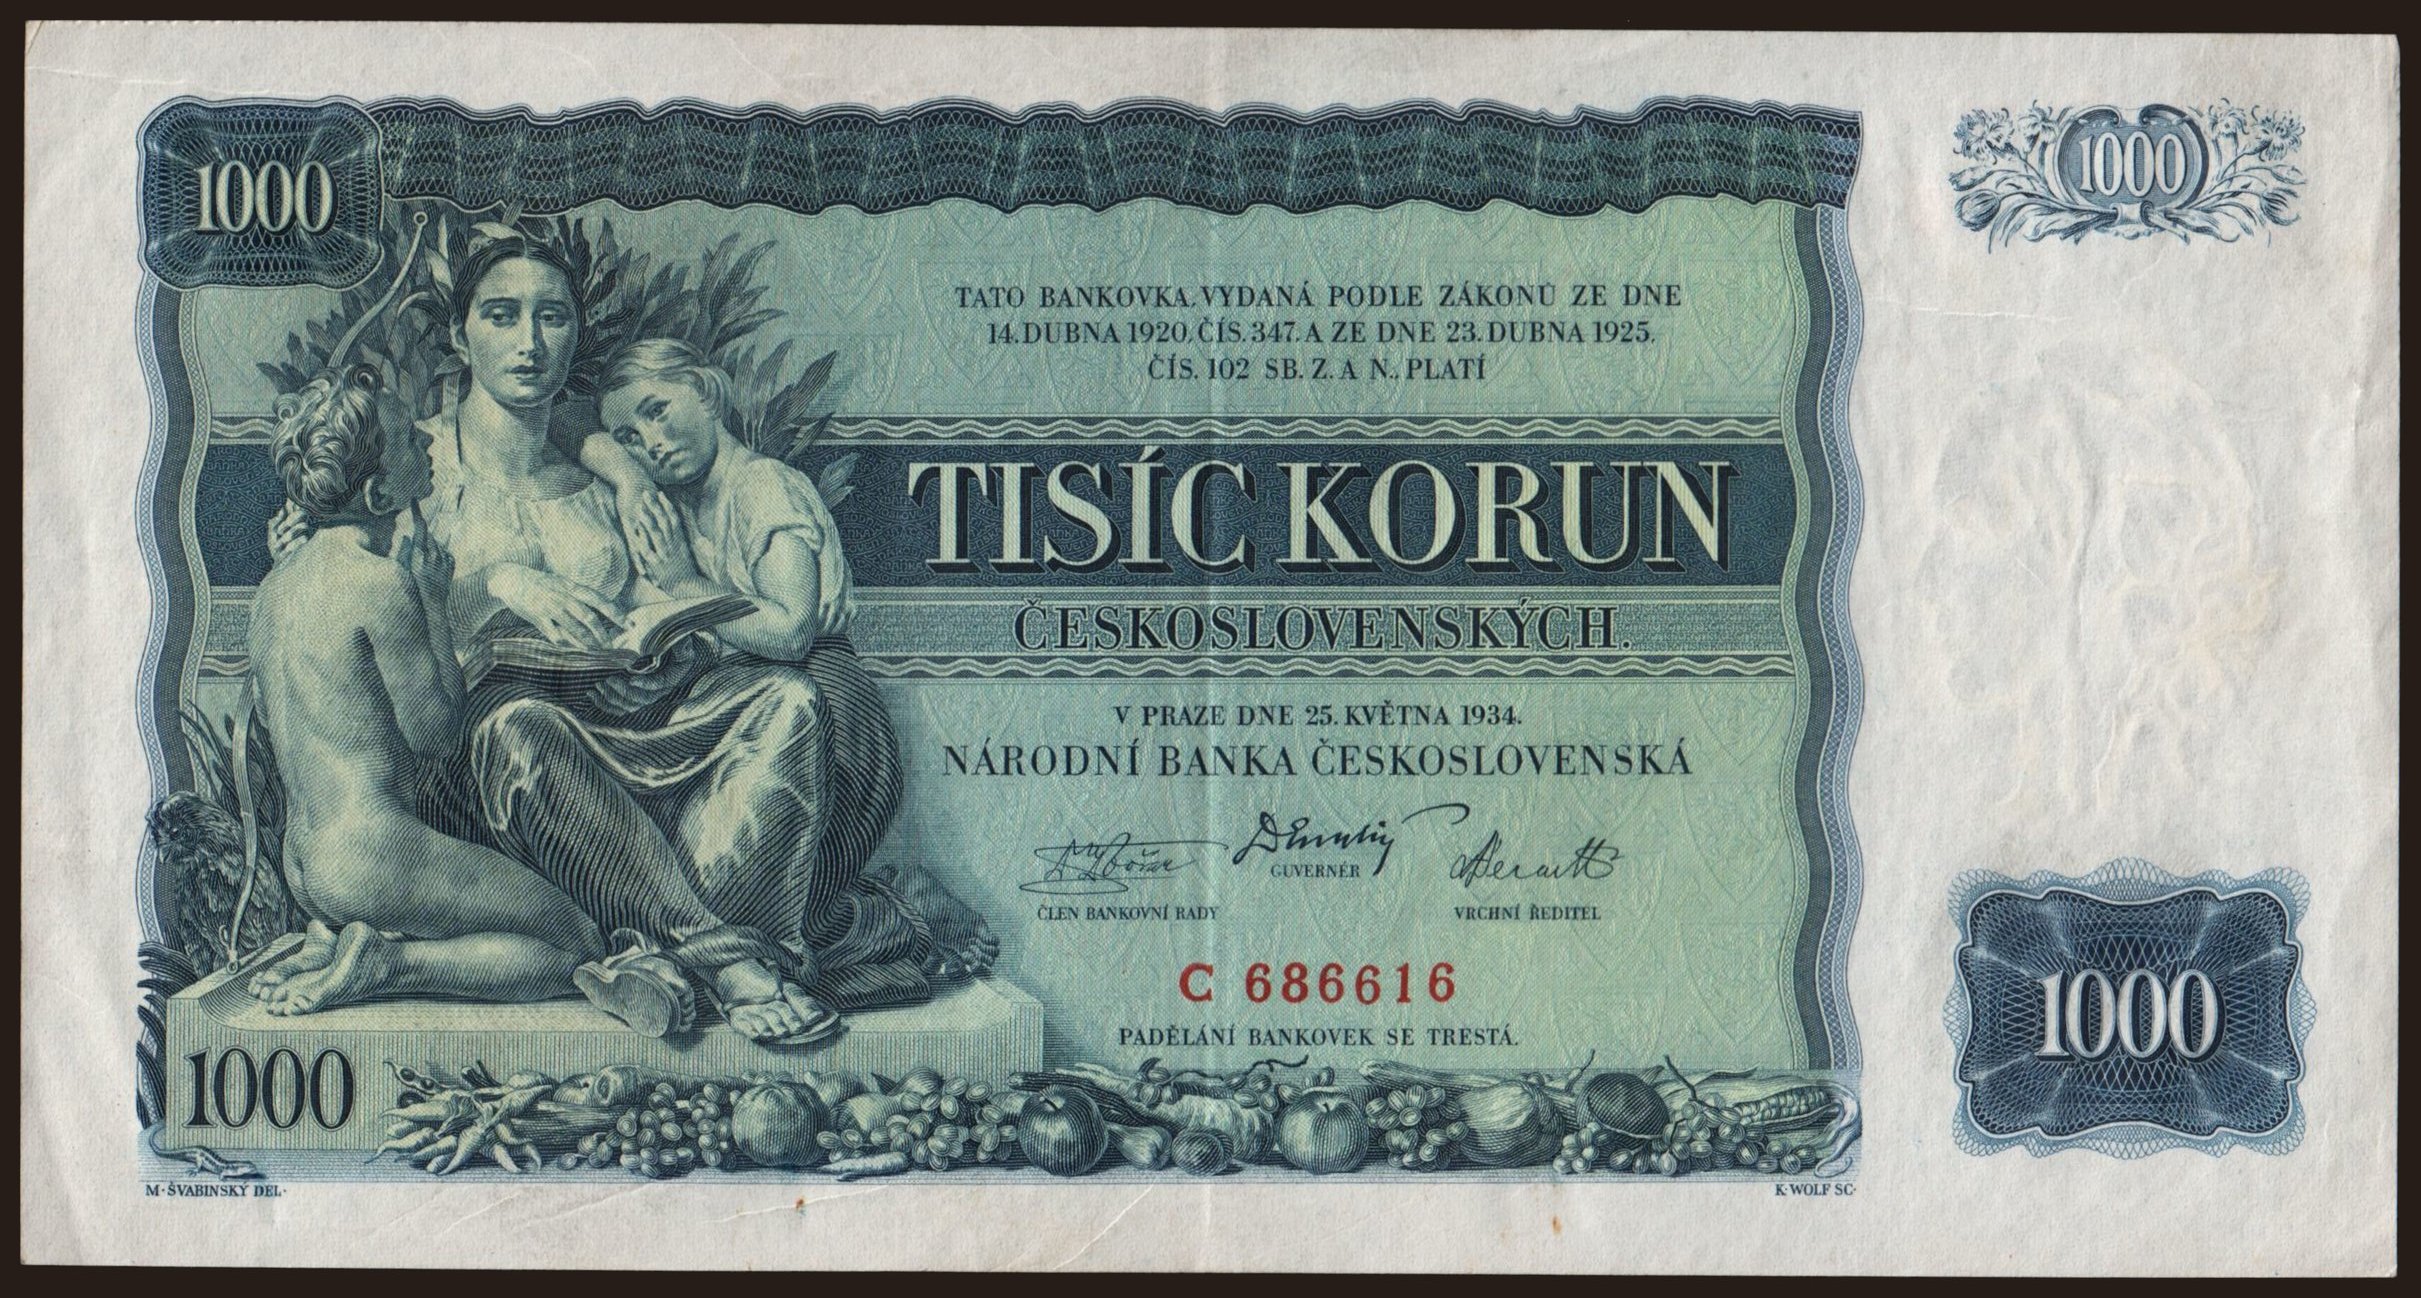 1000
1000
TATO BANKOVKA, VYDANÁ PODLE ZÁKONŮ ZE DNE
14. DUBNA 1920, ČÍS. 347. A ZE DNE 23. DUBNA 1925,
ČÍS. 102 SB. Z. A N., PLATÍ
TISÍC KORUN
ČESKOSLOVENSKÝCH.
V PRAZE DNE 25. KVĚTNA 1934.
NÁRODNÍ BANKA ČESKOSLOVENSKÁ
GUVERNÉR
ČLEN BANKOVNÍ RADY
VRCHNÍ ŘEDITEL
C 686616
PADĚLÁNÍ BANKOVEK SE TRESTÁ.
1000
1000
M·ŠVABINSKÝ DEL·
K·WOLF SC·